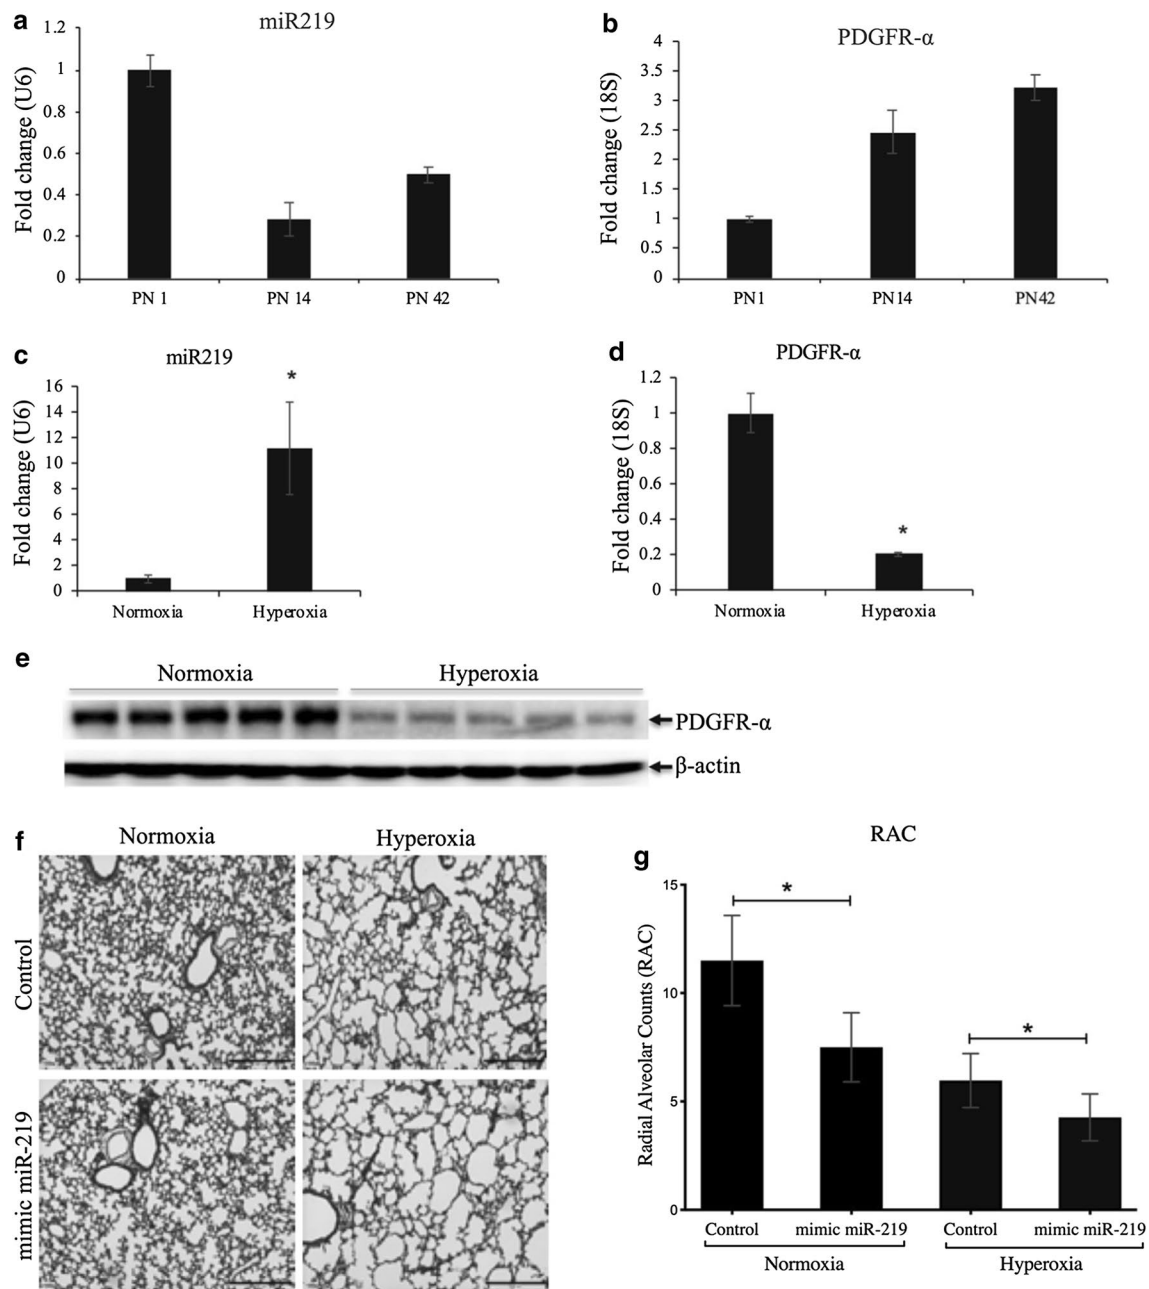 a
miR219
Fold change (U6)
1.2
1
0.8
0.6
0.4
0.2
0
PN 1
PN 14
PN 42
b
PDGFR-α
Fold change (18S)
4
3.5
3
2.5
2
1.5
1
0.5
0
PN1
PN14
PN42
c
miR219
Fold change (U6)
16
14
12
10
8
6
4
2
0
*
Normoxia
Hyperoxia
d
PDGFR-α
Fold change (18S)
1.2
1
0.8
0.6
0.4
0.2
0
*
Normoxia
Hyperoxia
e
Normoxia
Hyperoxia
PDGFR-α
β-actin
f
Normoxia
Hyperoxia
Control
mimic miR-219
g
RAC
Radial Alveolar Counts (RAC)
15
10
5
0
*
*
Control
mimic miR-219
Control
mimic miR-219
Normoxia
Hyperoxia